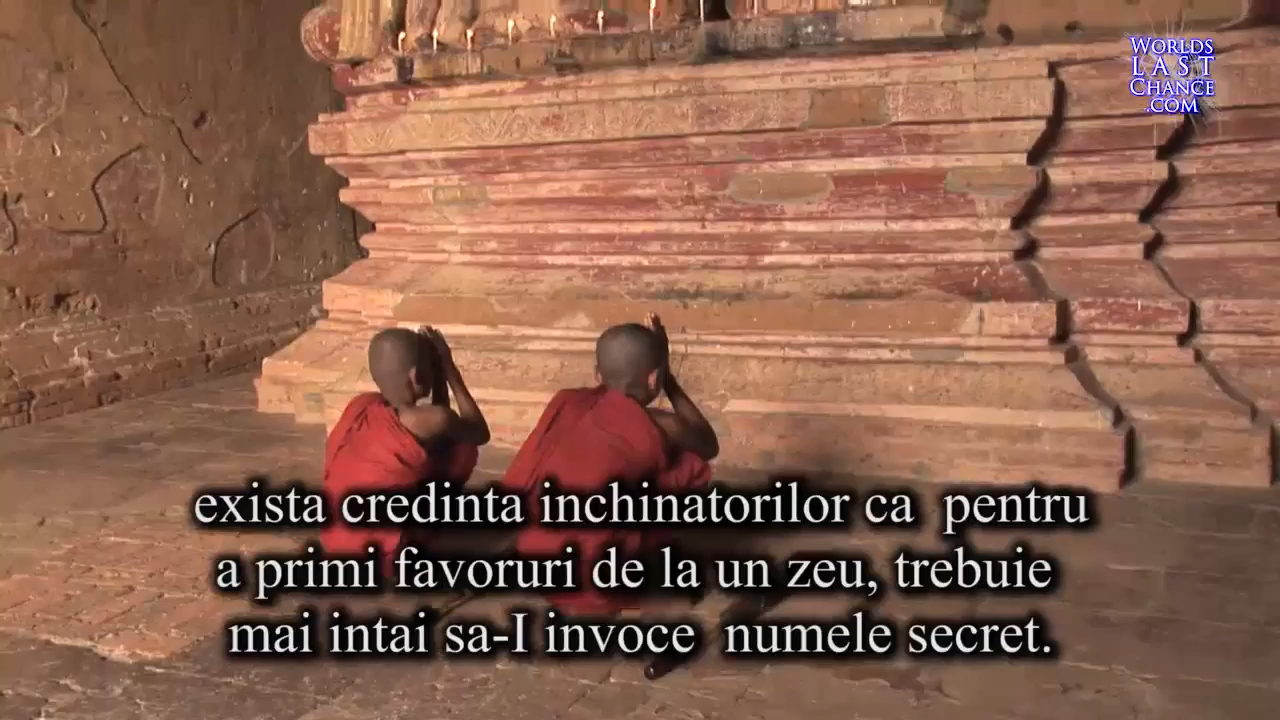 WORLDS
LAST
CHANCE
.COM
exista credinta inchinatorilor ca pentru
a primi favoruri de la un zeu, trebuie
mai intai sa-I invoce numele secret.